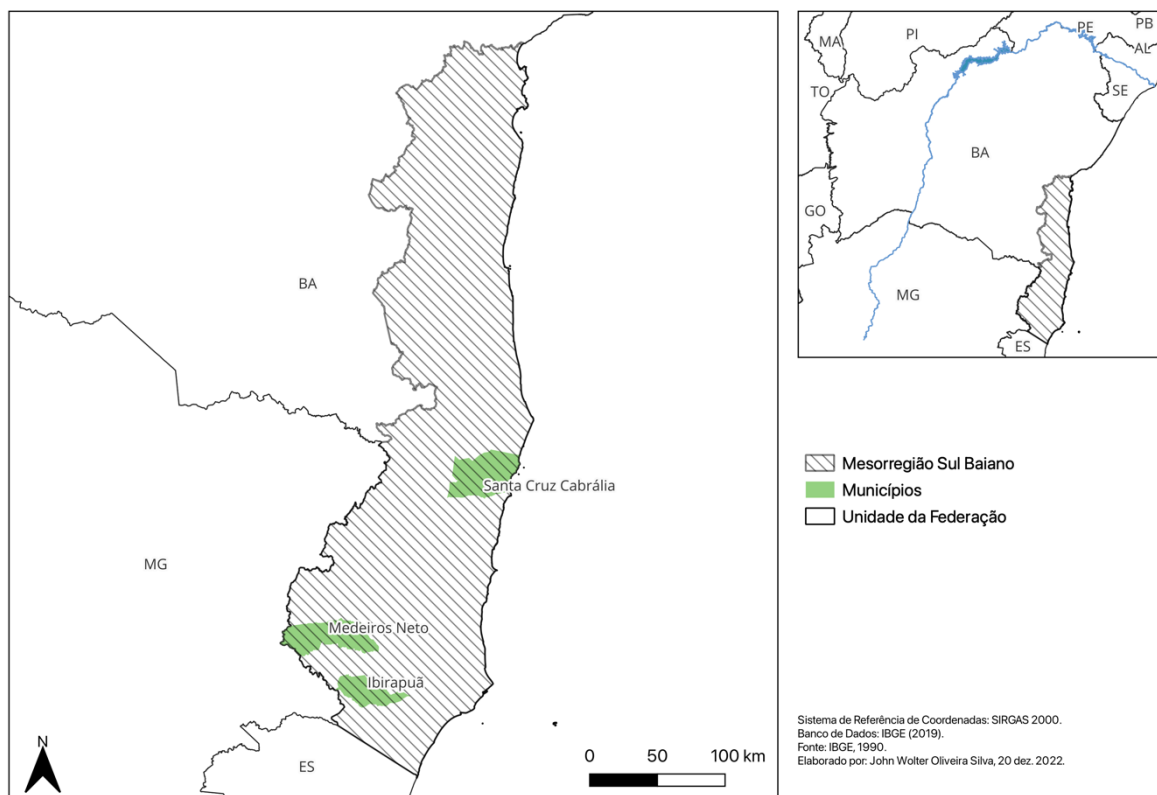 BA
Santa Cruz Cabrália
MG
Medeiros Neto
Ibirapuã
ES
N
0 50 100 km
MA
PI
PE
PB
AL
TO
SE
BA
GO
MG
ES
Mesorregião Sul Baiano
Municípios
Unidade da Federação
Sistema de Referência de Coordenadas: SIRGAS 2000.
Banco de Dados: IBGE (2019).
Fonte: IBGE, 1990.
Elaborado por: John Wolter Oliveira Silva, 20 dez. 2022.